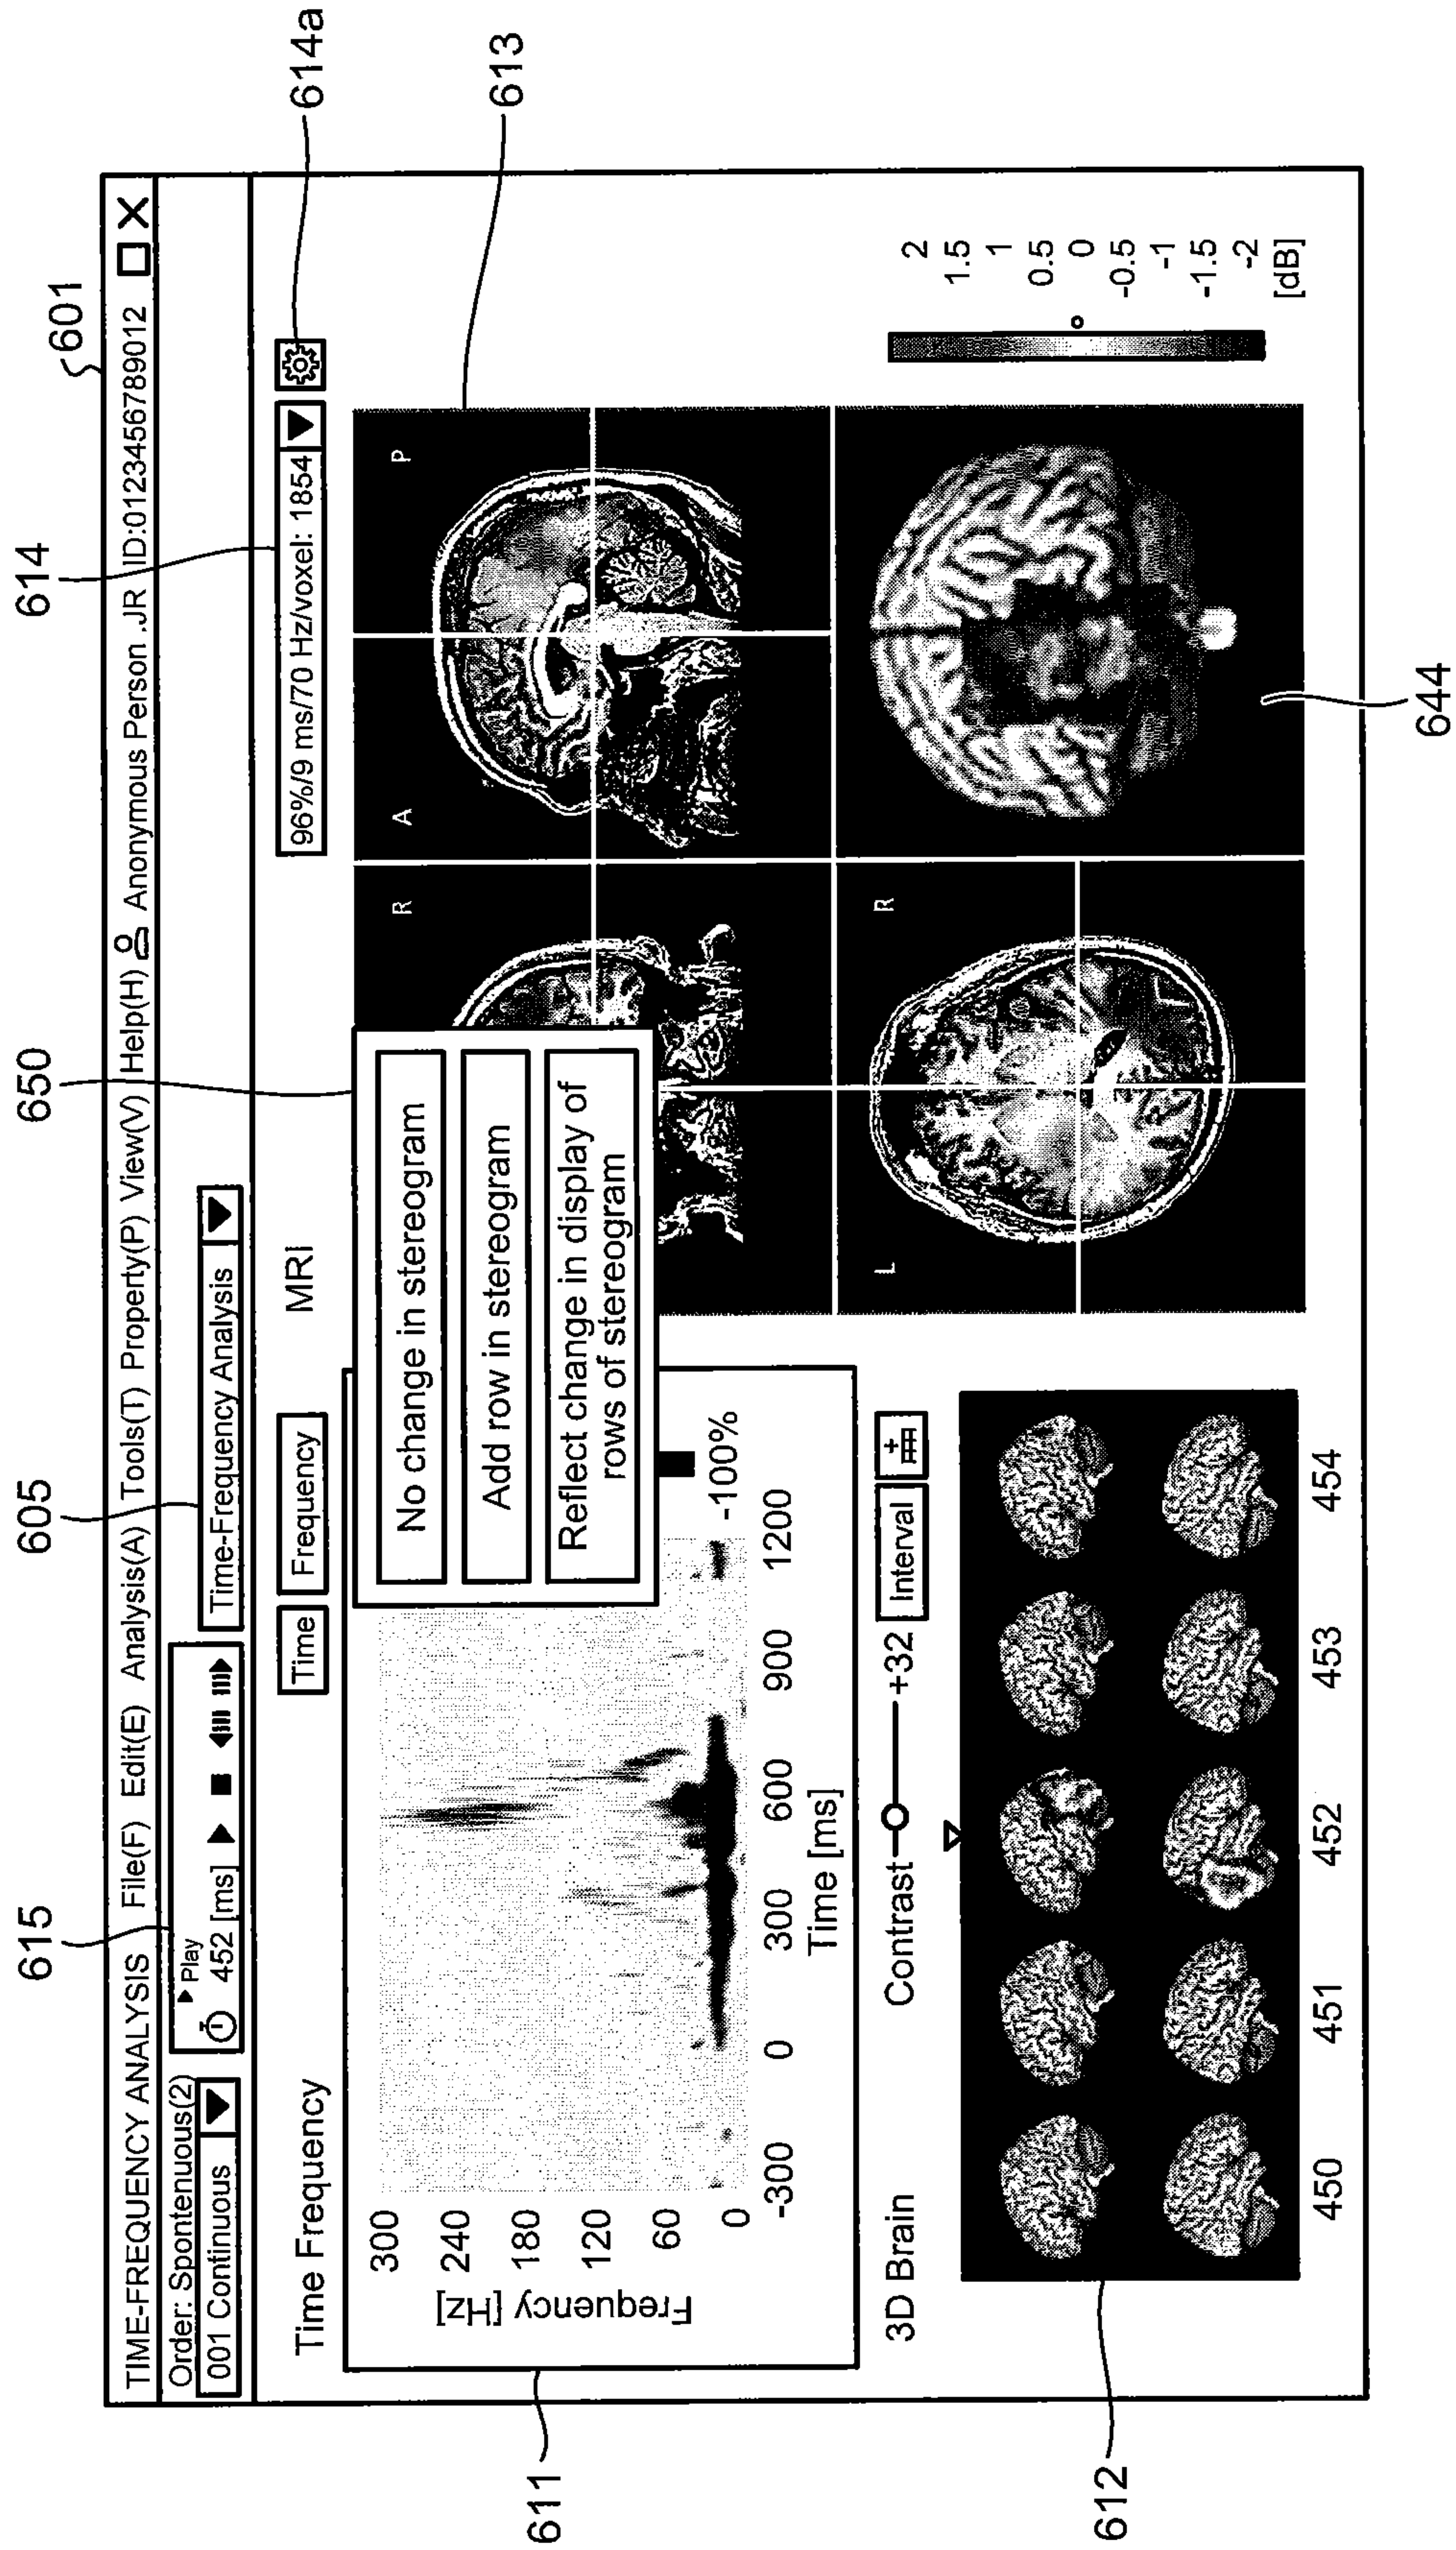 601
614a
613
614
650
605
615
611
612
644
TIME-FREQUENCY ANALYSIS File(F) Edit(E) Analysis(A) Tools(T) Property(P) View(V) Help(H) Anonymous Person .JR ID:0123456789012
Order: Spontenuous(2)
001 Continuous
Play
452 [ms]
Time-Frequency Analysis
Time Frequency
Time
Frequency
MRI
96%/9 ms/70 Hz/voxel: 1854
No change in stereogram
Add row in stereogram
Reflect change in display of
rows of stereogram
Frequency [Hz]
300
240
180
120
60
0
-300 0 300 600 900 1200
Time [ms]
-100%
R
A
P
L
R
3D Brain
Contrast
+32
Interval
450 451 452 453 454
2
1.5
1
0.5
0
-0.5
-1
-1.5
-2
[dB]